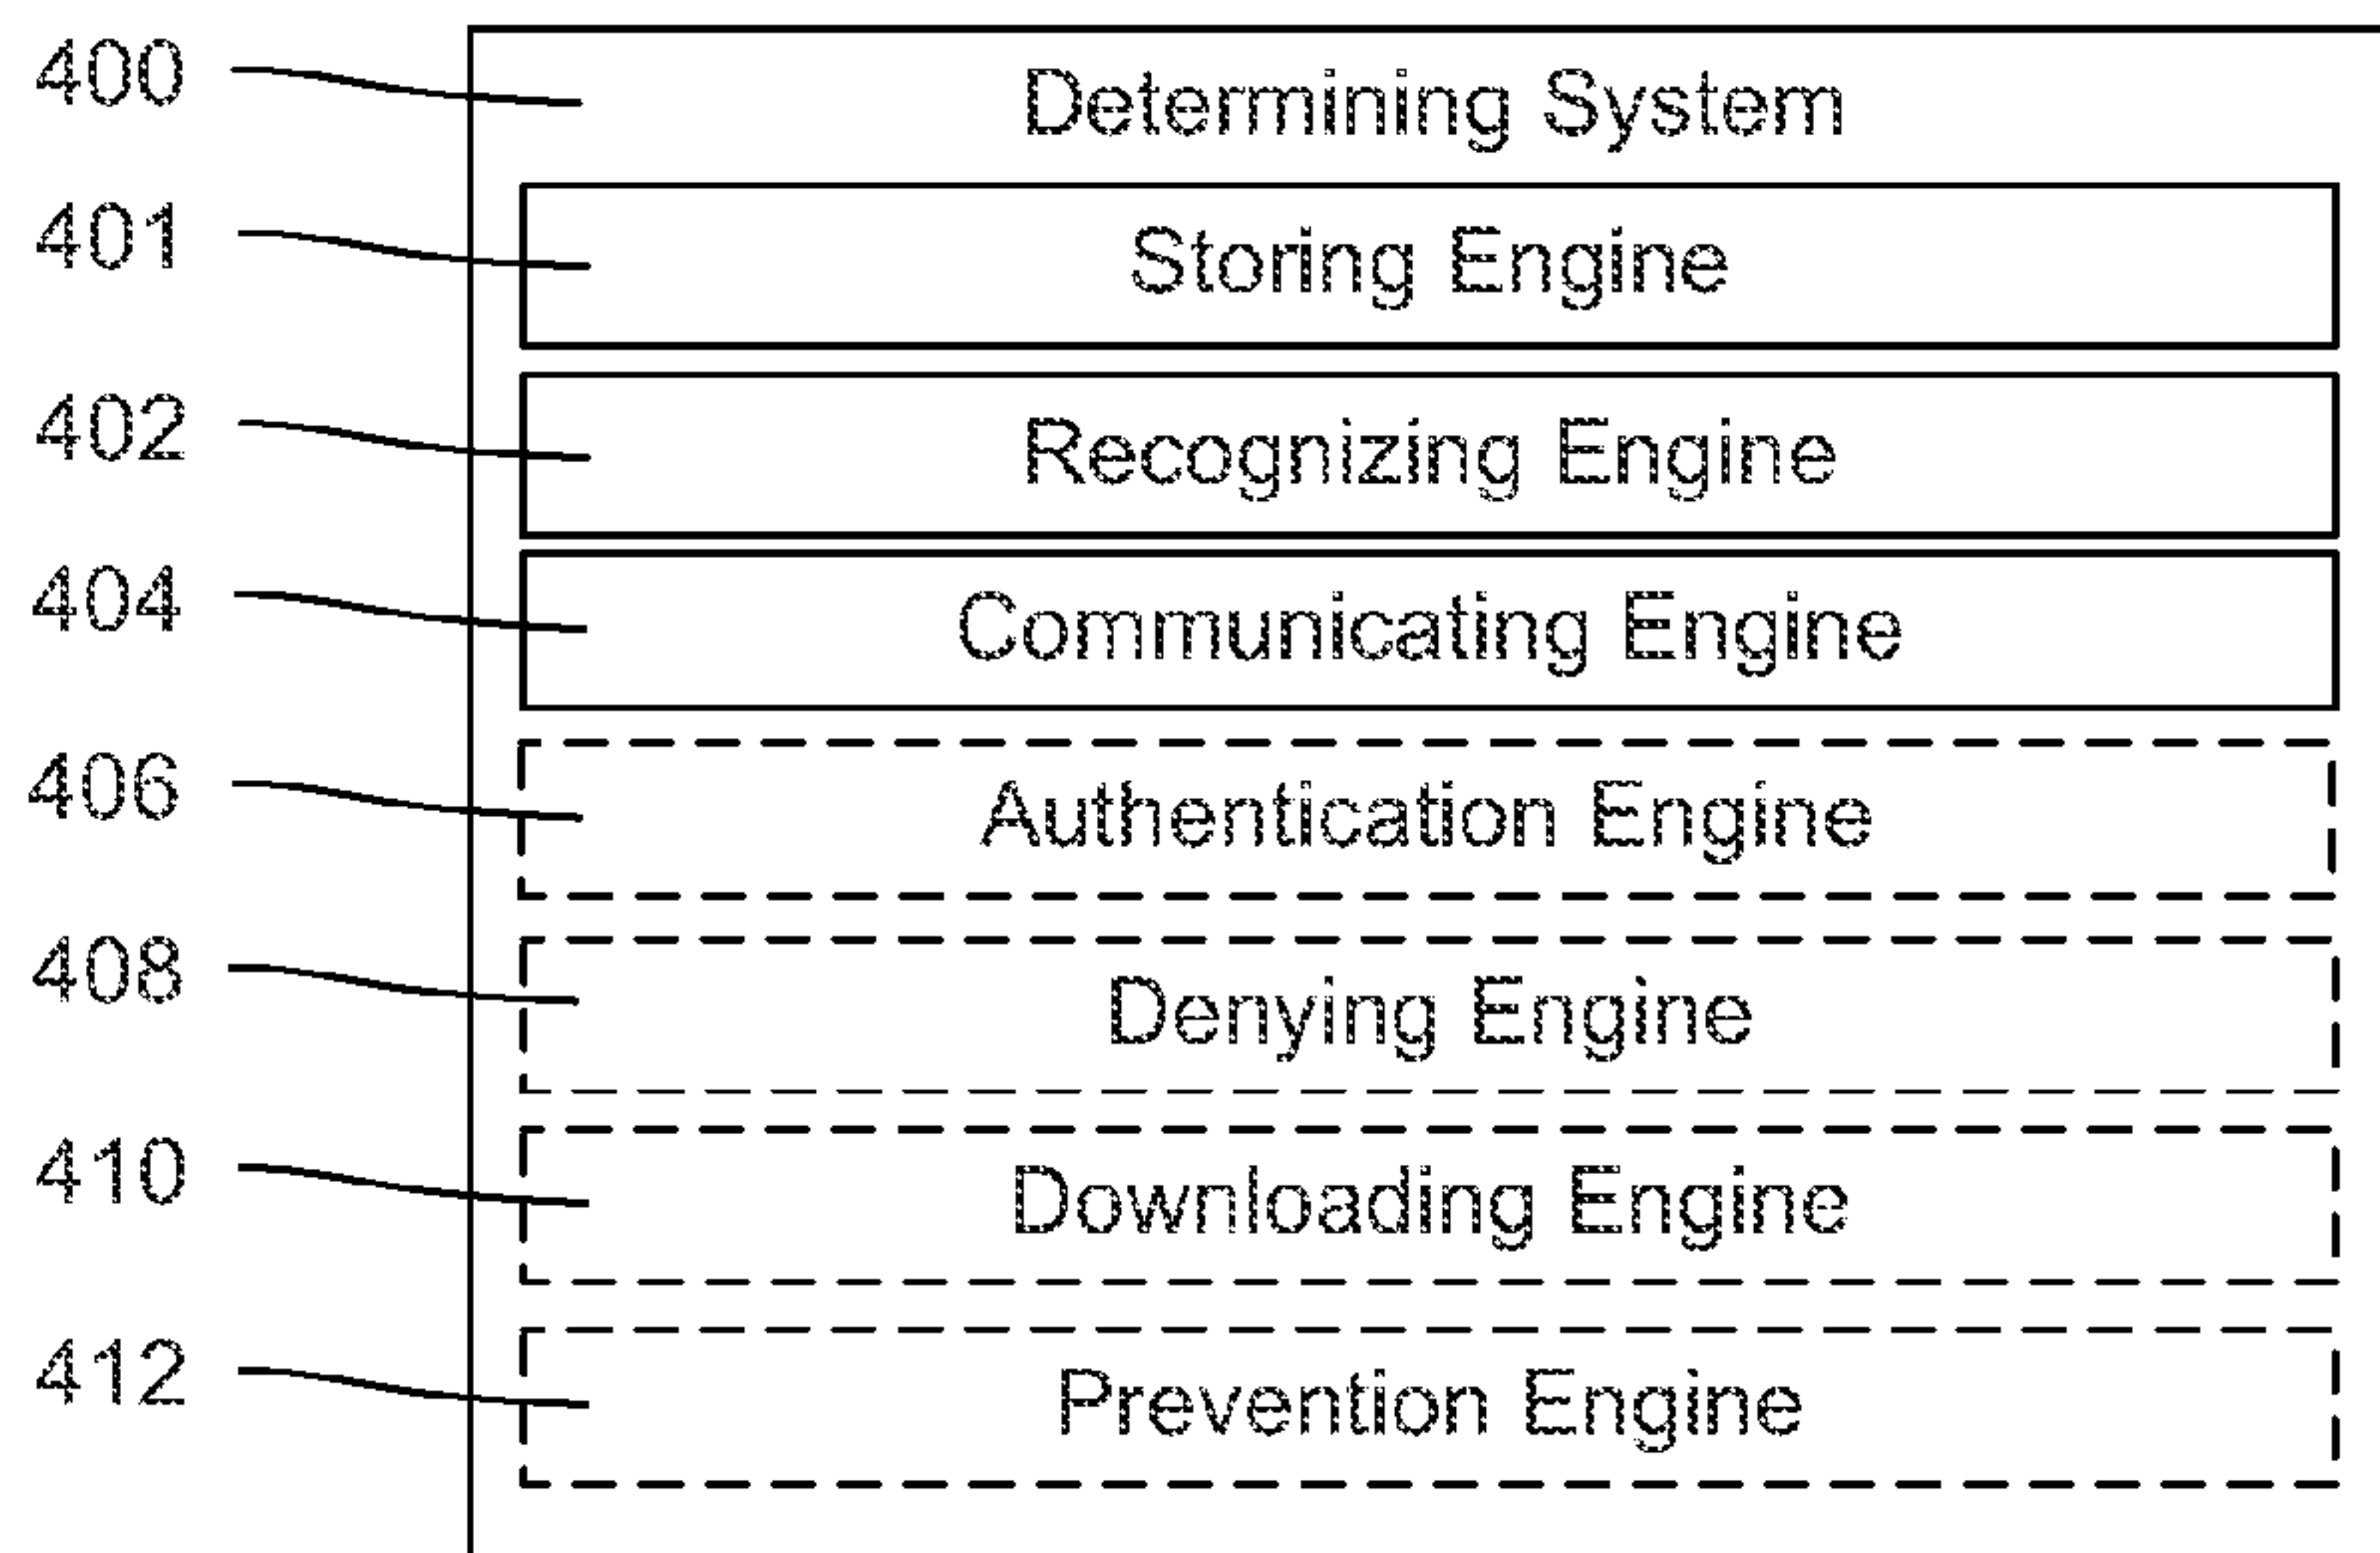 400 Determining System
401 Storing Engine
402 Recognizing Engine
404 Communicating Engine
406 Authentication Engine
408 Denying Engine
410 Downloading Engine
412 Prevention Engine